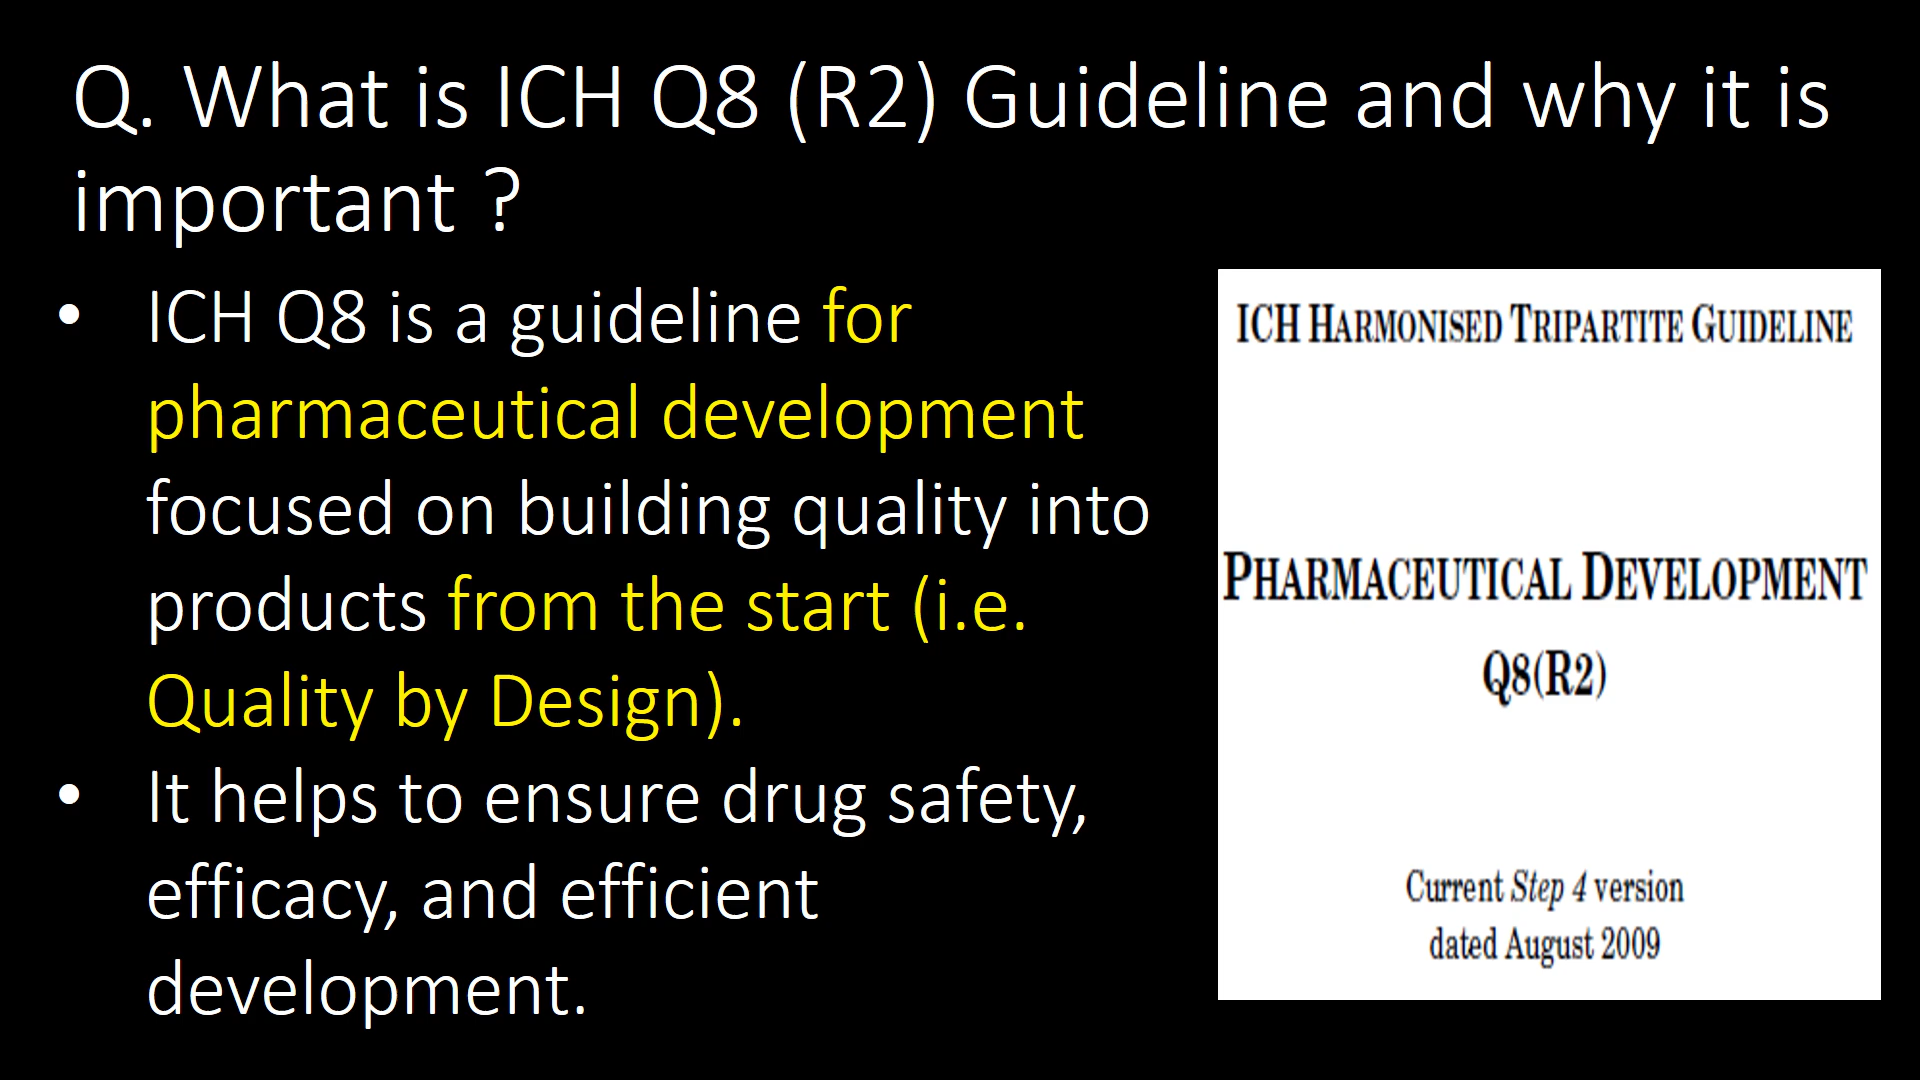 Q. What is ICH Q8 (R2) Guideline and why it is
important ?
• ICH Q8 is a guideline for
pharmaceutical development
focused on building quality into
products from the start (i.e.
Quality by Design).
• It helps to ensure drug safety,
efficacy, and efficient
development.
ICH HARMONISED TRIPARTITE GUIDELINE
PHARMACEUTICAL DEVELOPMENT
Q8(R2)
Current Step 4 version
dated August 2009